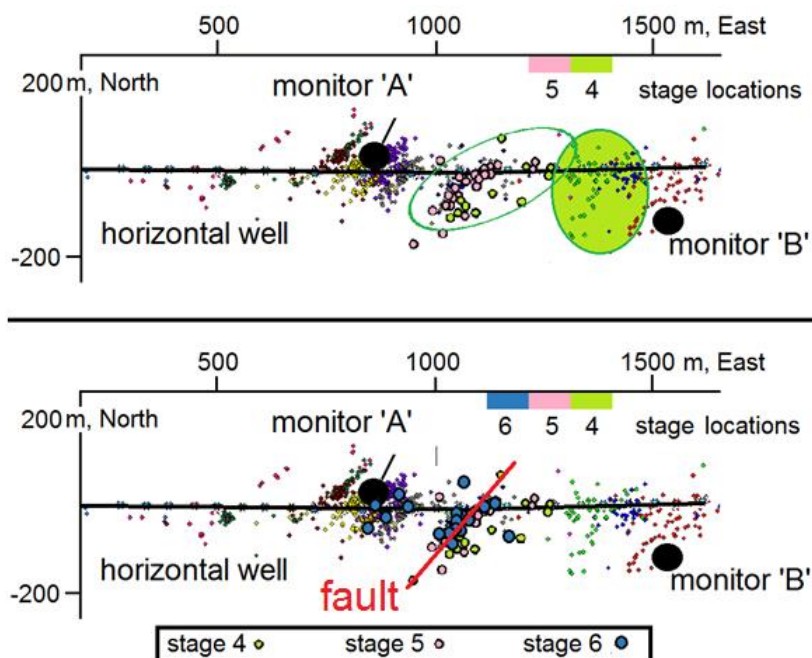 500 1000 1500 m, East
200 m, North
monitor 'A'
5 4 stage locations
horizontal well
monitor 'B'
-200
500 1000 1500 m, East
200 m, North
monitor 'A'
6 5 4 stage locations
horizontal well
monitor 'B'
-200
fault
stage 4 stage 5 stage 6